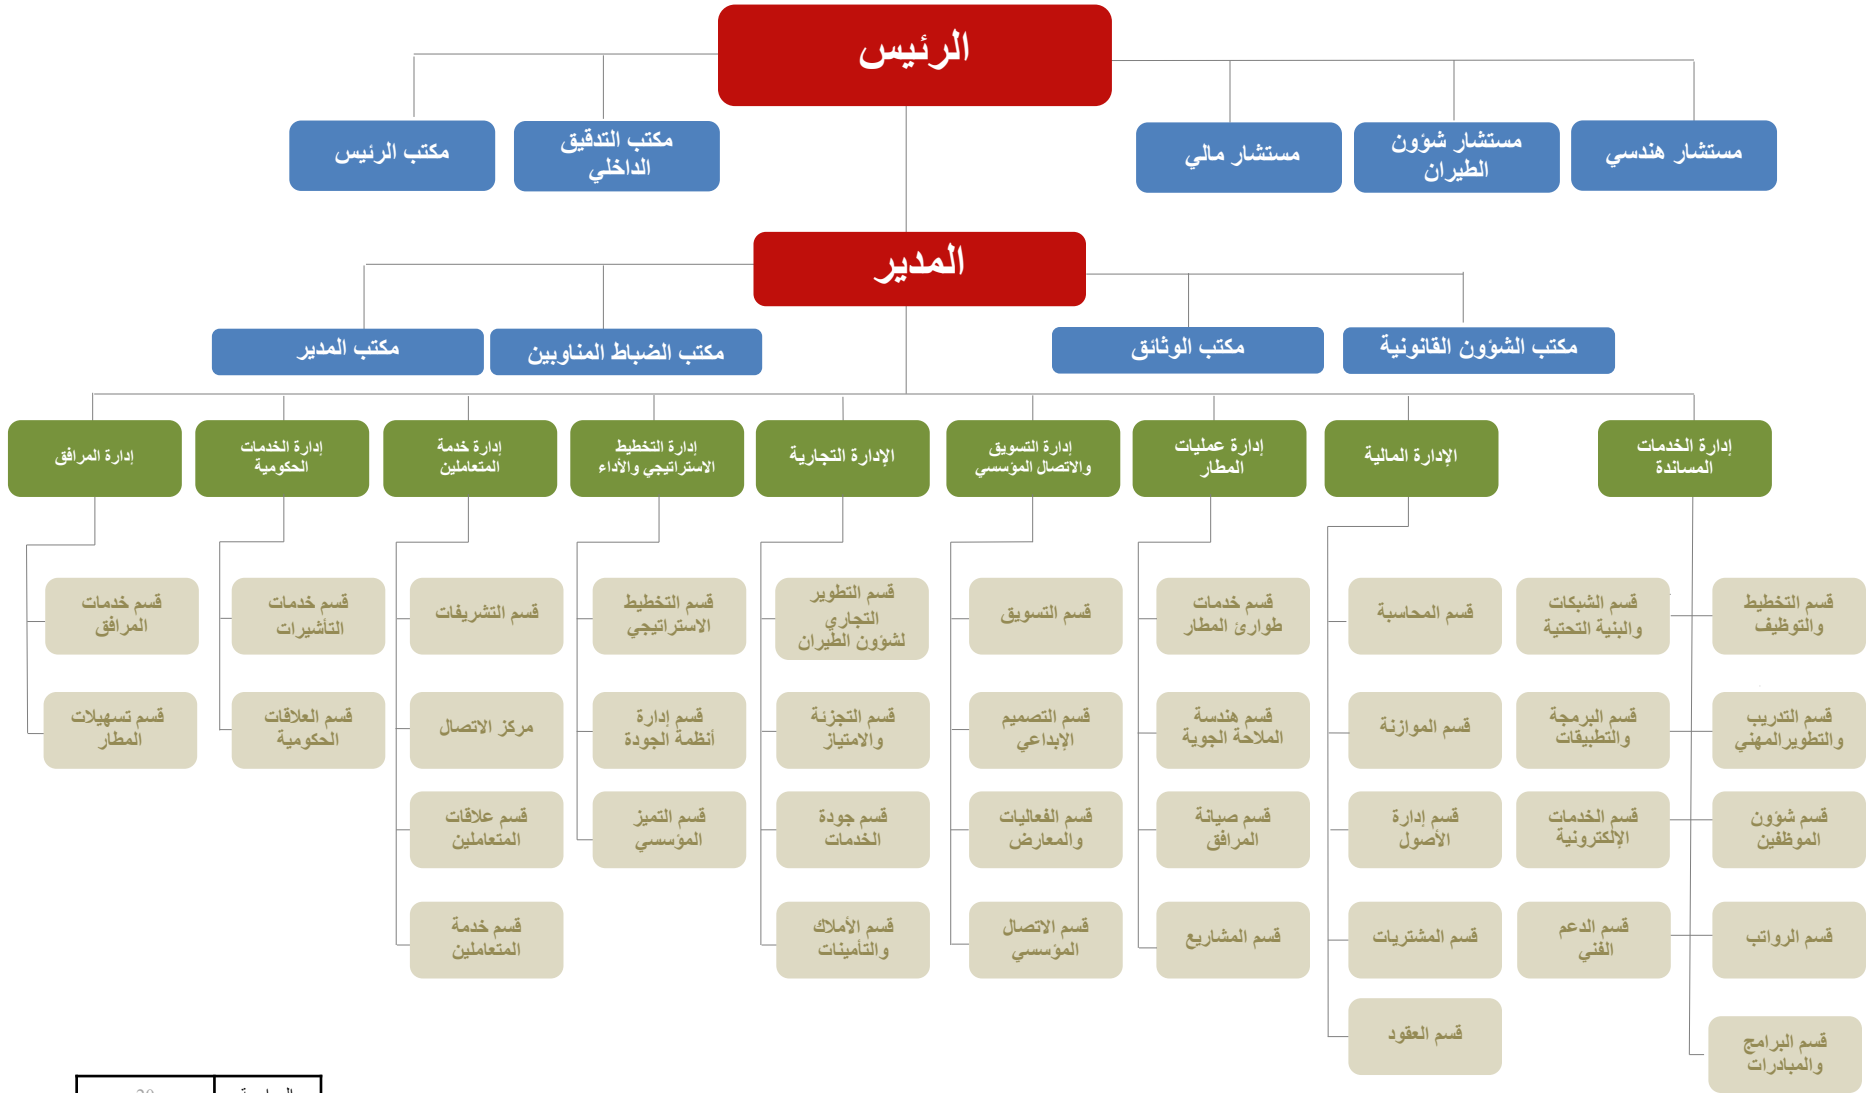 الرئيس
مستشار هندسي
مستشار شؤون
الطيران
مستشار مالي
مكتب التدقيق
الداخلي
مكتب الرئيس
المدير
مكتب الشؤون القانونية
مكتب الوثائق
مكتب الضباط المناوبين
مكتب المدير
إدارة الخدمات
المساندة
الإدارة المالية
إدارة عمليات
المطار
إدارة التسويق
والاتصال المؤسسي
الإدارة التجارية
إدارة التخطيط
الاستراتيجي والأداء
إدارة خدمة
المتعاملين
إدارة الخدمات
الحكومية
إدارة المرافق
قسم التخطيط
والتوظيف
قسم الشبكات
والبنية التحتية
قسم المحاسبة
قسم خدمات
طوارئ المطار
قسم التسويق
قسم التطوير
التجاري
لشؤون الطيران
قسم التخطيط
الاستراتيجي
قسم التشريفات
قسم خدمات
التأشيرات
قسم خدمات
المرافق
قسم التدريب
والتطويرالمهني
قسم البرمجة
والتطبيقات
قسم الموازنة
قسم هندسة
الملاحة الجوية
قسم التصميم
الإبداعي
قسم التجزئة
والامتياز
قسم إدارة
أنظمة الجودة
مركز الاتصال
قسم العلاقات
الحكومية
قسم تسهيلات
المطار
قسم شؤون
الموظفين
قسم الخدمات
الإلكترونية
قسم إدارة
الأصول
قسم صيانة
المرافق
قسم الفعاليات
والمعارض
قسم جودة
الخدمات
قسم التميز
المؤسسي
قسم علاقات
المتعاملين
قسم الرواتب
قسم الدعم
الفني
قسم المشتريات
قسم المشاريع
قسم الاتصال
المؤسسي
قسم الأملاك
والتأمينات
قسم خدمة
المتعاملين
قسم العقود
قسم البرامج
والمبادرات